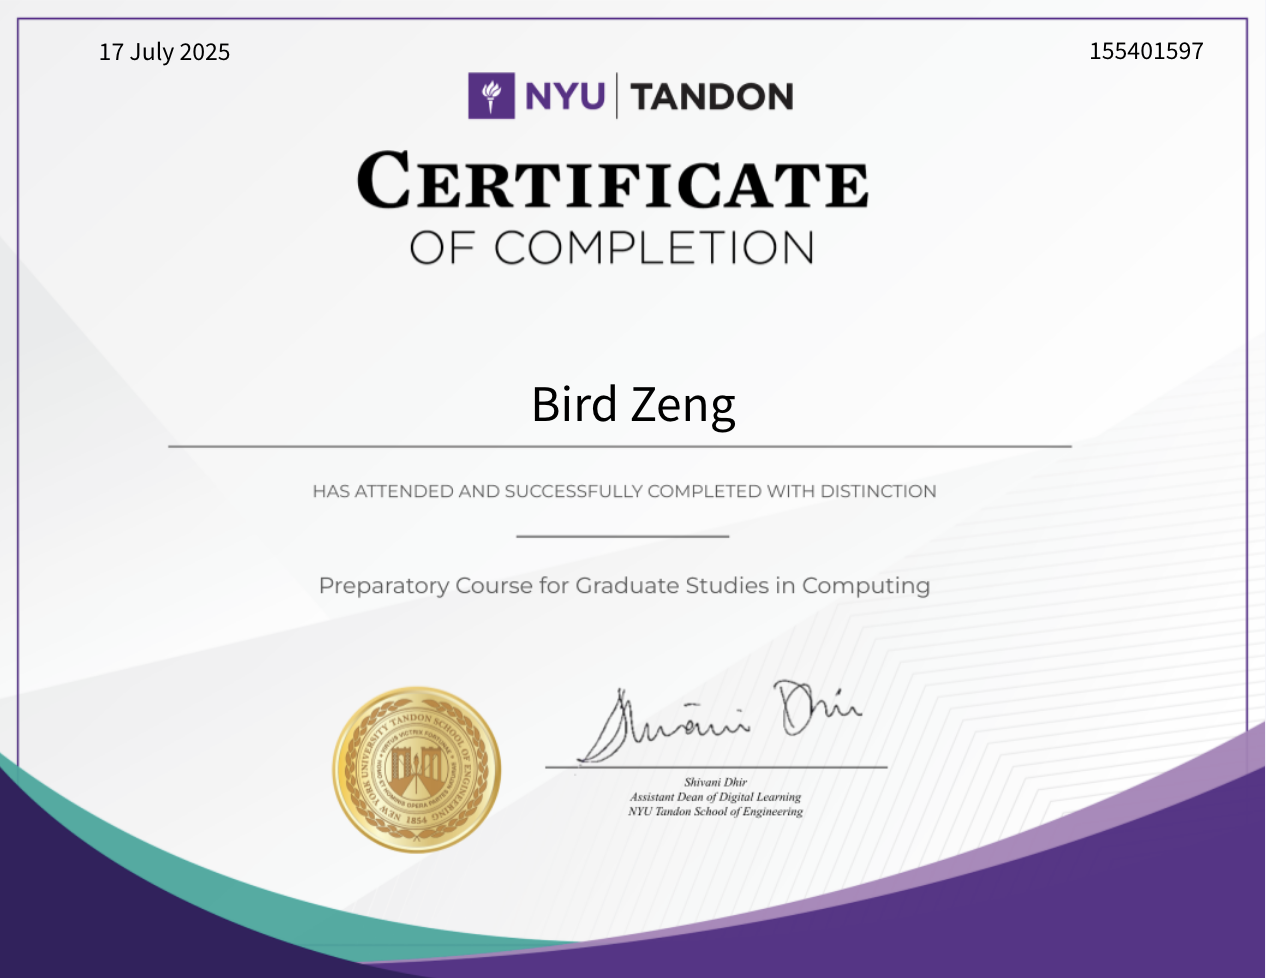 17 July 2025
155401597
NYU TANDON
CERTIFICATE
OF COMPLETION
Bird Zeng
HAS ATTENDED AND SUCCESSFULLY COMPLETED WITH DISTINCTION
Preparatory Course for Graduate Studies in Computing
NEW YORK UNIVERSITY TANDON SCHOOL OF ENGINEERING
1854
Shivani Dhir
Shivani Dhir
Assistant Dean of Digital Learning
NYU Tandon School of Engineering